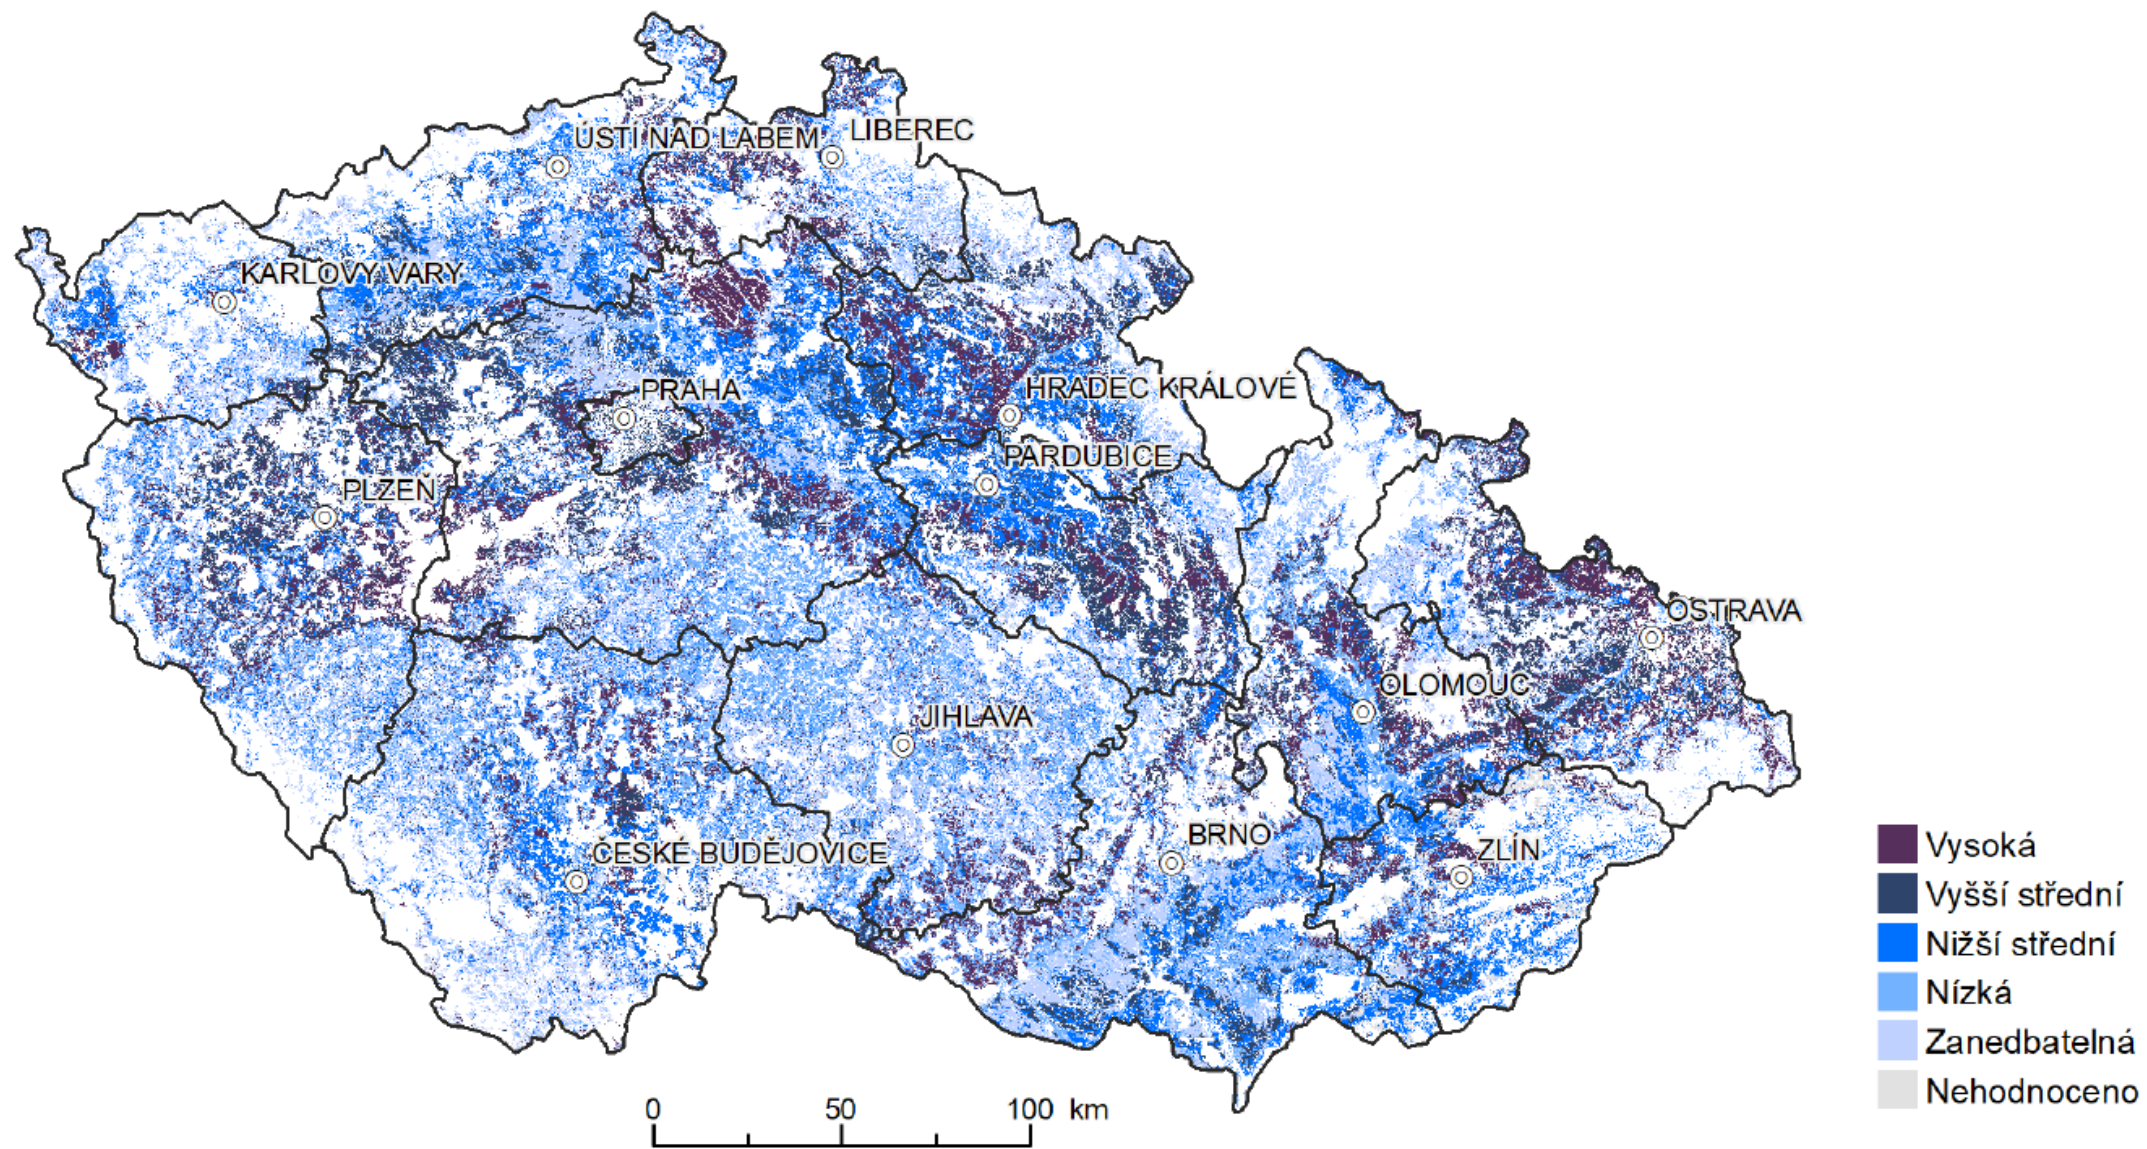 ÚSTÍ NAD LABEM
LIBEREC
KARLOVY VARY
PRAHA
HRADEC KRÁLOVÉ
PARDUBICE
PLZEŇ
OSTRAVA
OLOMOUC
JIHLAVA
BRNO
ZLÍN
ČESKÉ BUDĚJOVICE
Vysoká
Vyšší střední
Nižší střední
Nízká
Zanedbatelná
Nehodnoceno
0 50 100 km